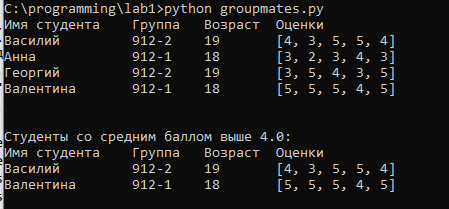 C:\programming\lab1>python groupmates.py
Имя студента    Группа   Возраст  Оценки
Василий         912-2    19       [4, 3, 5, 5, 4]
Анна            912-1    18       [3, 2, 3, 4, 3]
Георгий         912-2    19       [3, 5, 4, 3, 5]
Валентина       912-1    18       [5, 5, 5, 4, 5]
Студенты со средним баллом выше 4.0:
Имя студента    Группа   Возраст  Оценки
Василий         912-2    19       [4, 3, 5, 5, 4]
Валентина       912-1    18       [5, 5, 5, 4, 5]